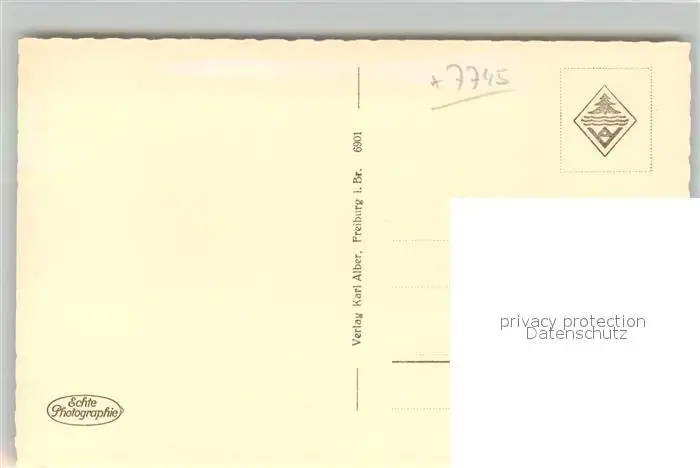 * 7745
Verlag Karl Alber, Freiburg i. Br. 6901
privacy protection
Datenschutz
Echte
Photographie